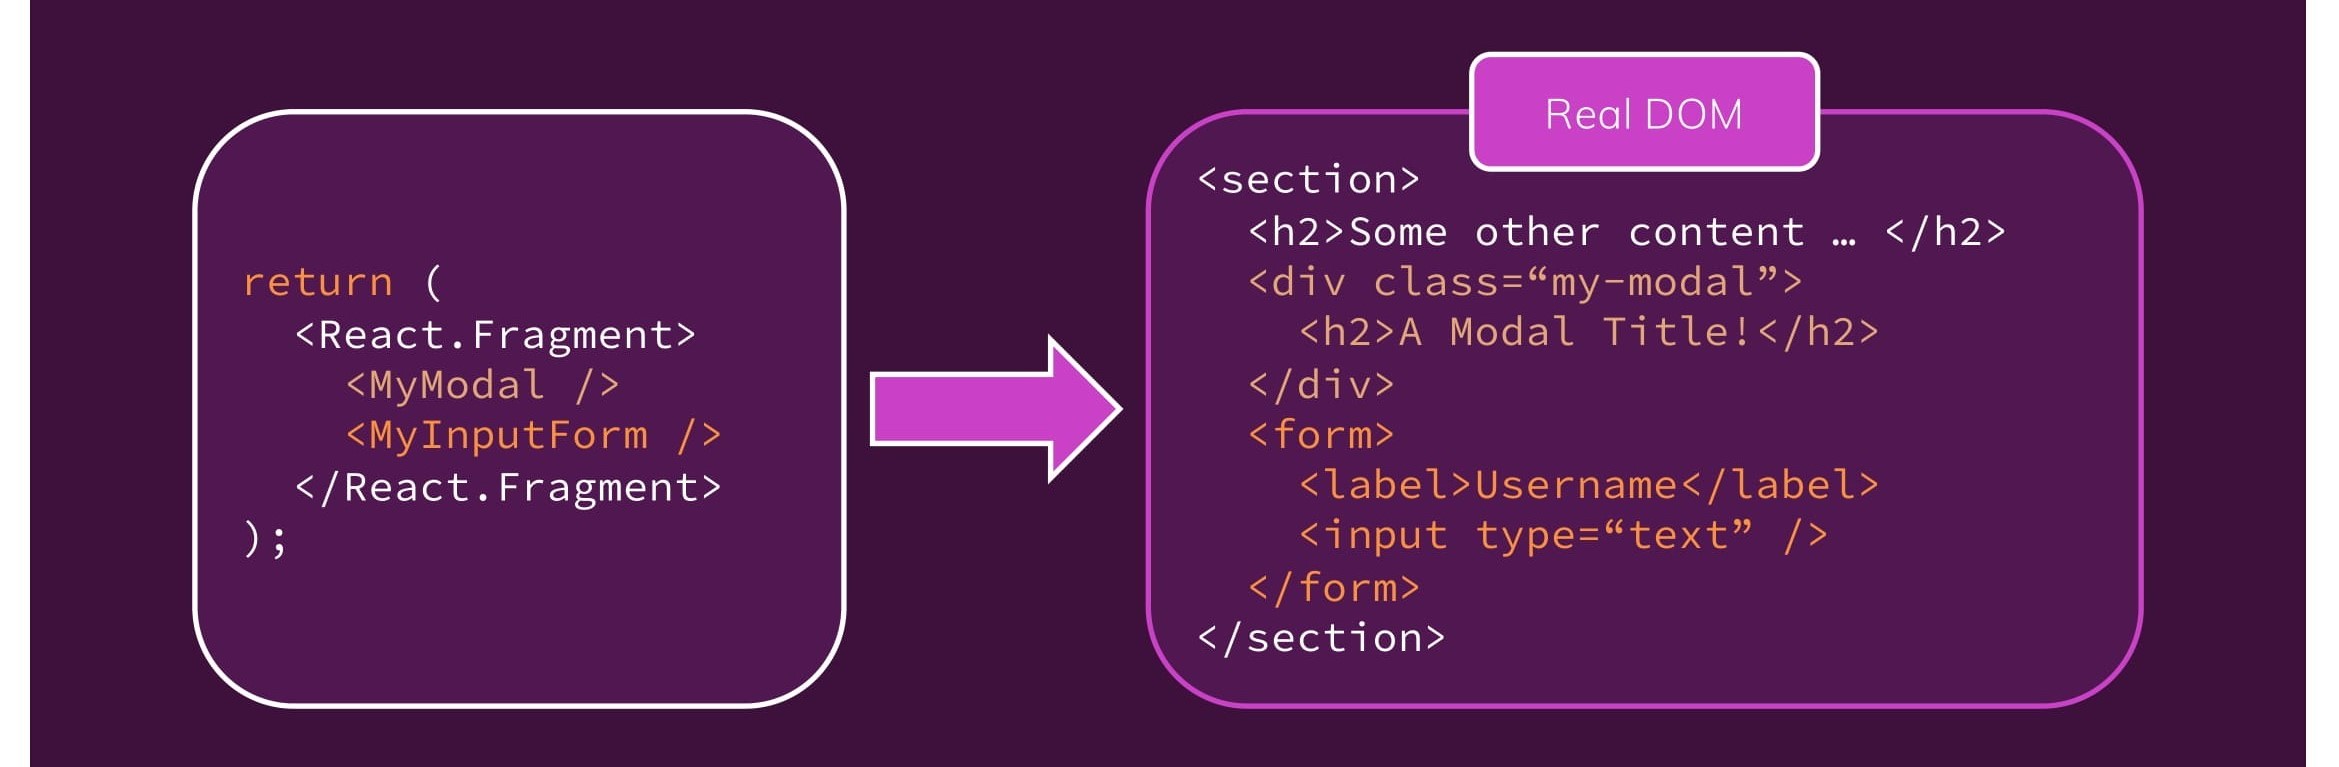 return (
<React.Fragment>
<MyModal />
<MyInputForm />
</React.Fragment>
);
Real DOM
<section>
<h2>Some other content … </h2>
<div class=“my-modal”>
<h2>A Modal Title!</h2>
</div>
<form>
<label>Username</label>
<input type=“text” />
</form>
</section>